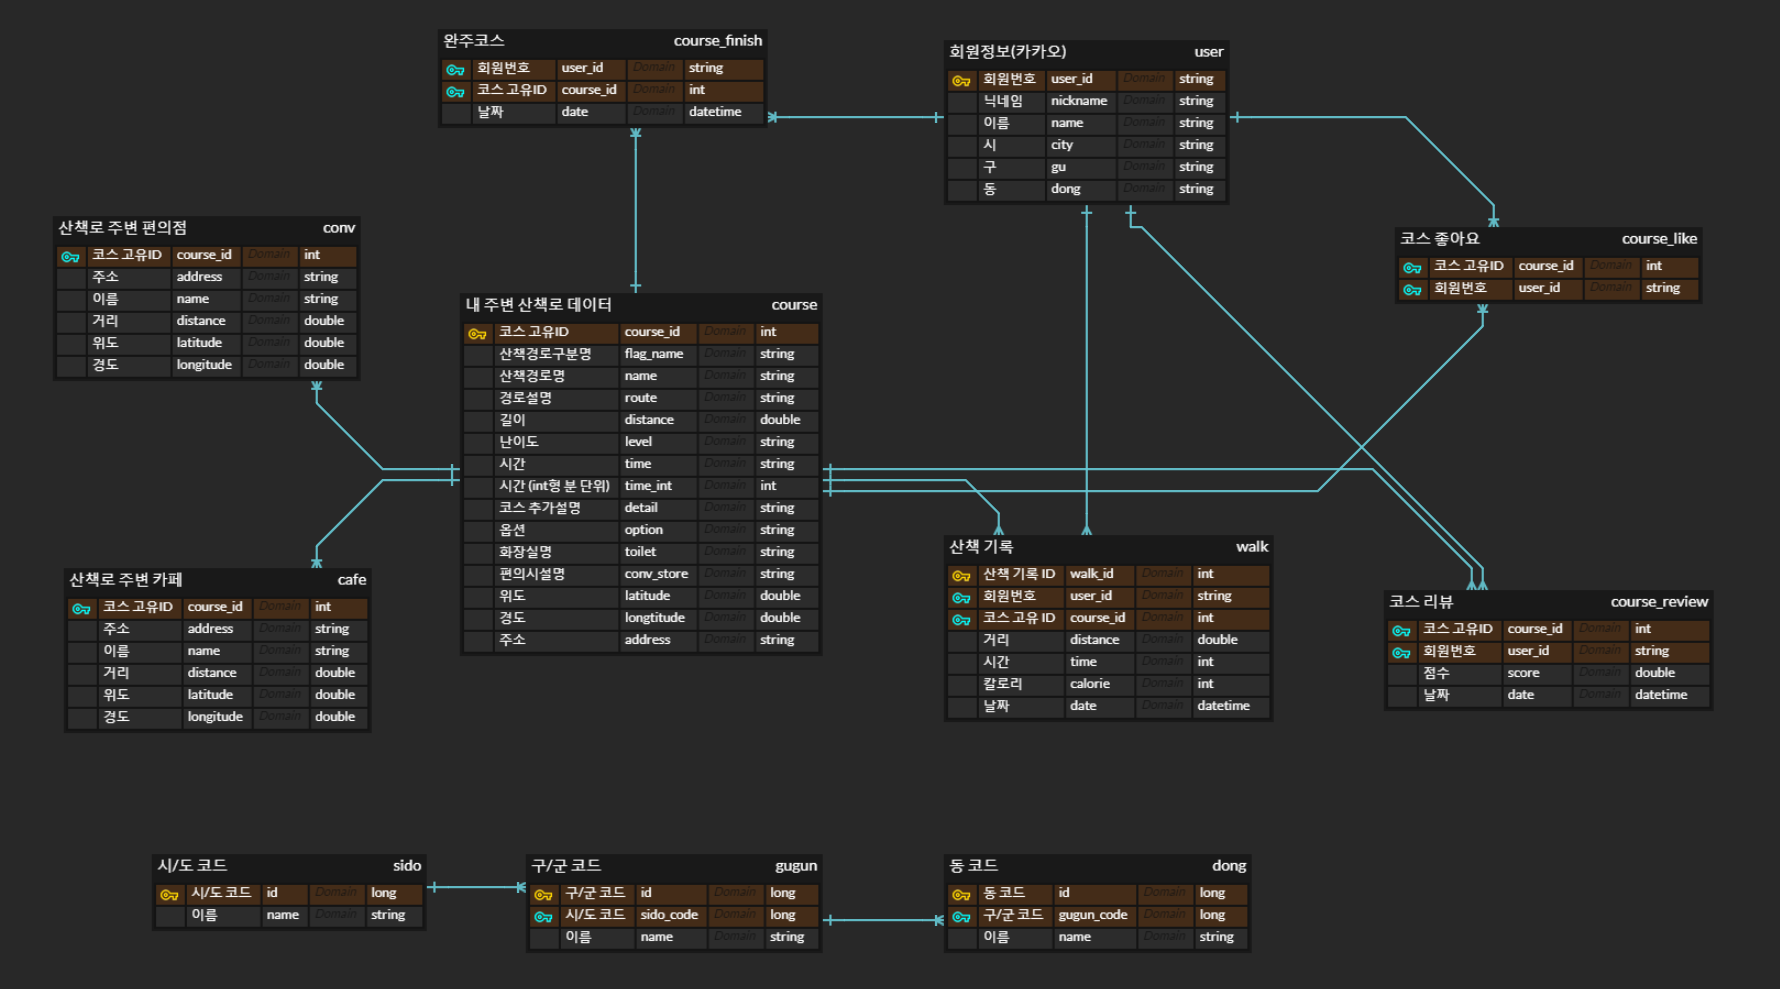 완주코스 course_finish
회원번호 user_id Domain string
코스 고유ID course_id Domain int
날짜 date Domain datetime
회원정보(카카오) user
회원번호 user_id Domain string
닉네임 nickname Domain string
이름 name Domain string
시 city Domain string
구 gu Domain string
동 dong Domain string
산책로 주변 편의점 conv
코스 고유ID course_id Domain int
주소 address Domain string
이름 name Domain string
거리 distance Domain double
위도 latitude Domain double
경도 longitude Domain double
코스 좋아요 course_like
코스 고유ID course_id Domain int
회원번호 user_id Domain string
내 주변 산책로 데이터 course
코스 고유ID course_id Domain int
산책경로구분명 flag_name Domain string
산책경로명 name Domain string
경로설명 route Domain string
길이 distance Domain double
난이도 level Domain string
시간 time Domain string
시간 (int형 분 단위) time_int Domain int
코스 추가설명 detail Domain string
옵션 option Domain string
화장실명 toilet Domain string
편의시설명 conv_store Domain string
위도 latitude Domain double
경도 longtitude Domain double
주소 address Domain string
산책로 주변 카페 cafe
코스 고유ID course_id Domain int
주소 address Domain string
이름 name Domain string
거리 distance Domain double
위도 latitude Domain double
경도 longitude Domain double
산책 기록 walk
산책 기록 ID walk_id Domain int
회원번호 user_id Domain string
코스 고유 ID course_id Domain int
거리 distance Domain double
시간 time Domain int
칼로리 calorie Domain int
날짜 date Domain datetime
코스 리뷰 course_review
코스 고유ID course_id Domain int
회원번호 user_id Domain string
점수 score Domain double
날짜 date Domain datetime
시/도 코드 sido
시/도 코드 id Domain long
이름 name Domain string
구/군 코드 gugun
구/군 코드 id Domain long
시/도 코드 sido_code Domain long
이름 name Domain string
동 코드 dong
동 코드 id Domain long
구/군 코드 gugun_code Domain long
이름 name Domain string